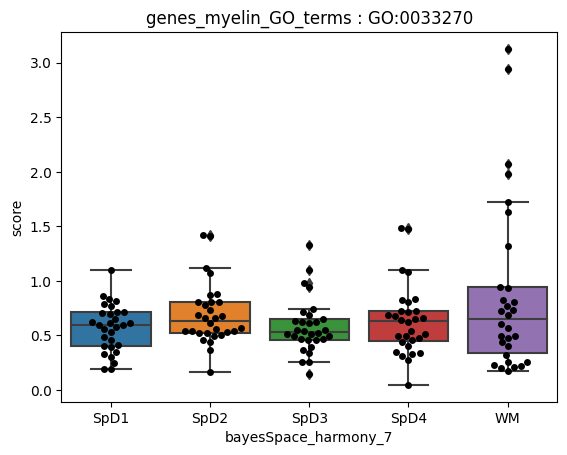 genes_myelin_GO_terms : GO:0033270
3.0
2.5
2.0
1.5
1.0
0.5
0.0
score
SpD1 SpD2 SpD3 SpD4 WM
bayesSpace_harmony_7